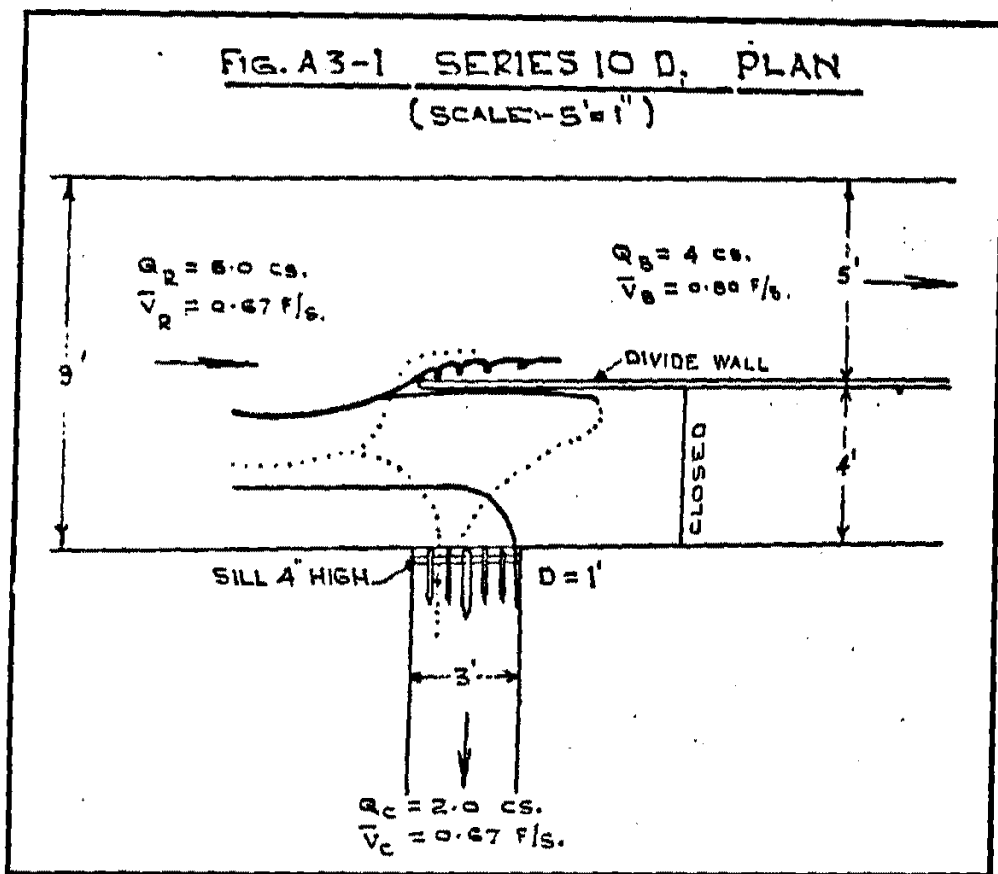 FIG. A 3-1 SERIES 10 D. PLAN
(SCALE:- 5' = 1")
Q_R = 6.0 cs.
V̄_R = 0.67 F/s.
Q_B = 4 cs.
V̄_B = 0.80 F/s.
5'
9'
DIVIDE WALL
CLOSED
4'
SILL 4" HIGH
D = 1'
3'
Q_C = 2.0 cs.
V̄_C = 0.67 F/s.